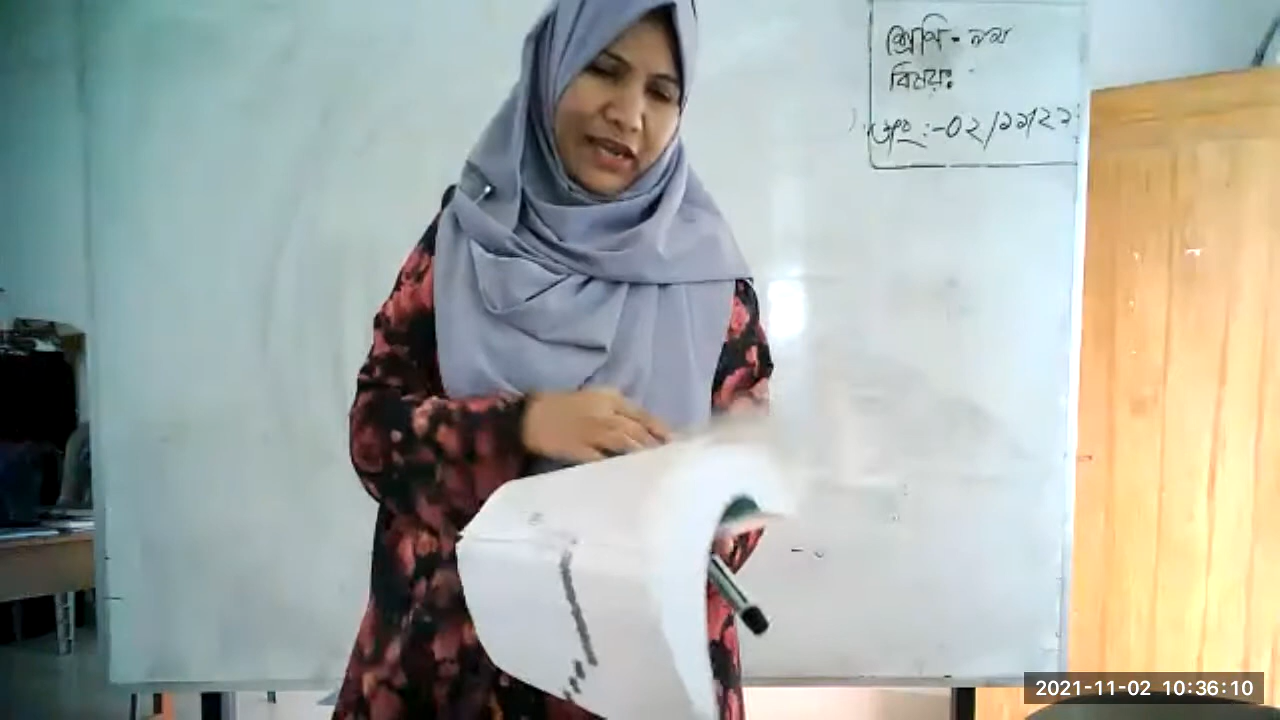 শ্রেণি - নবম
বিষয়ঃ
তাং :- ০২/১১/২১
2021-11-02 10:36:10